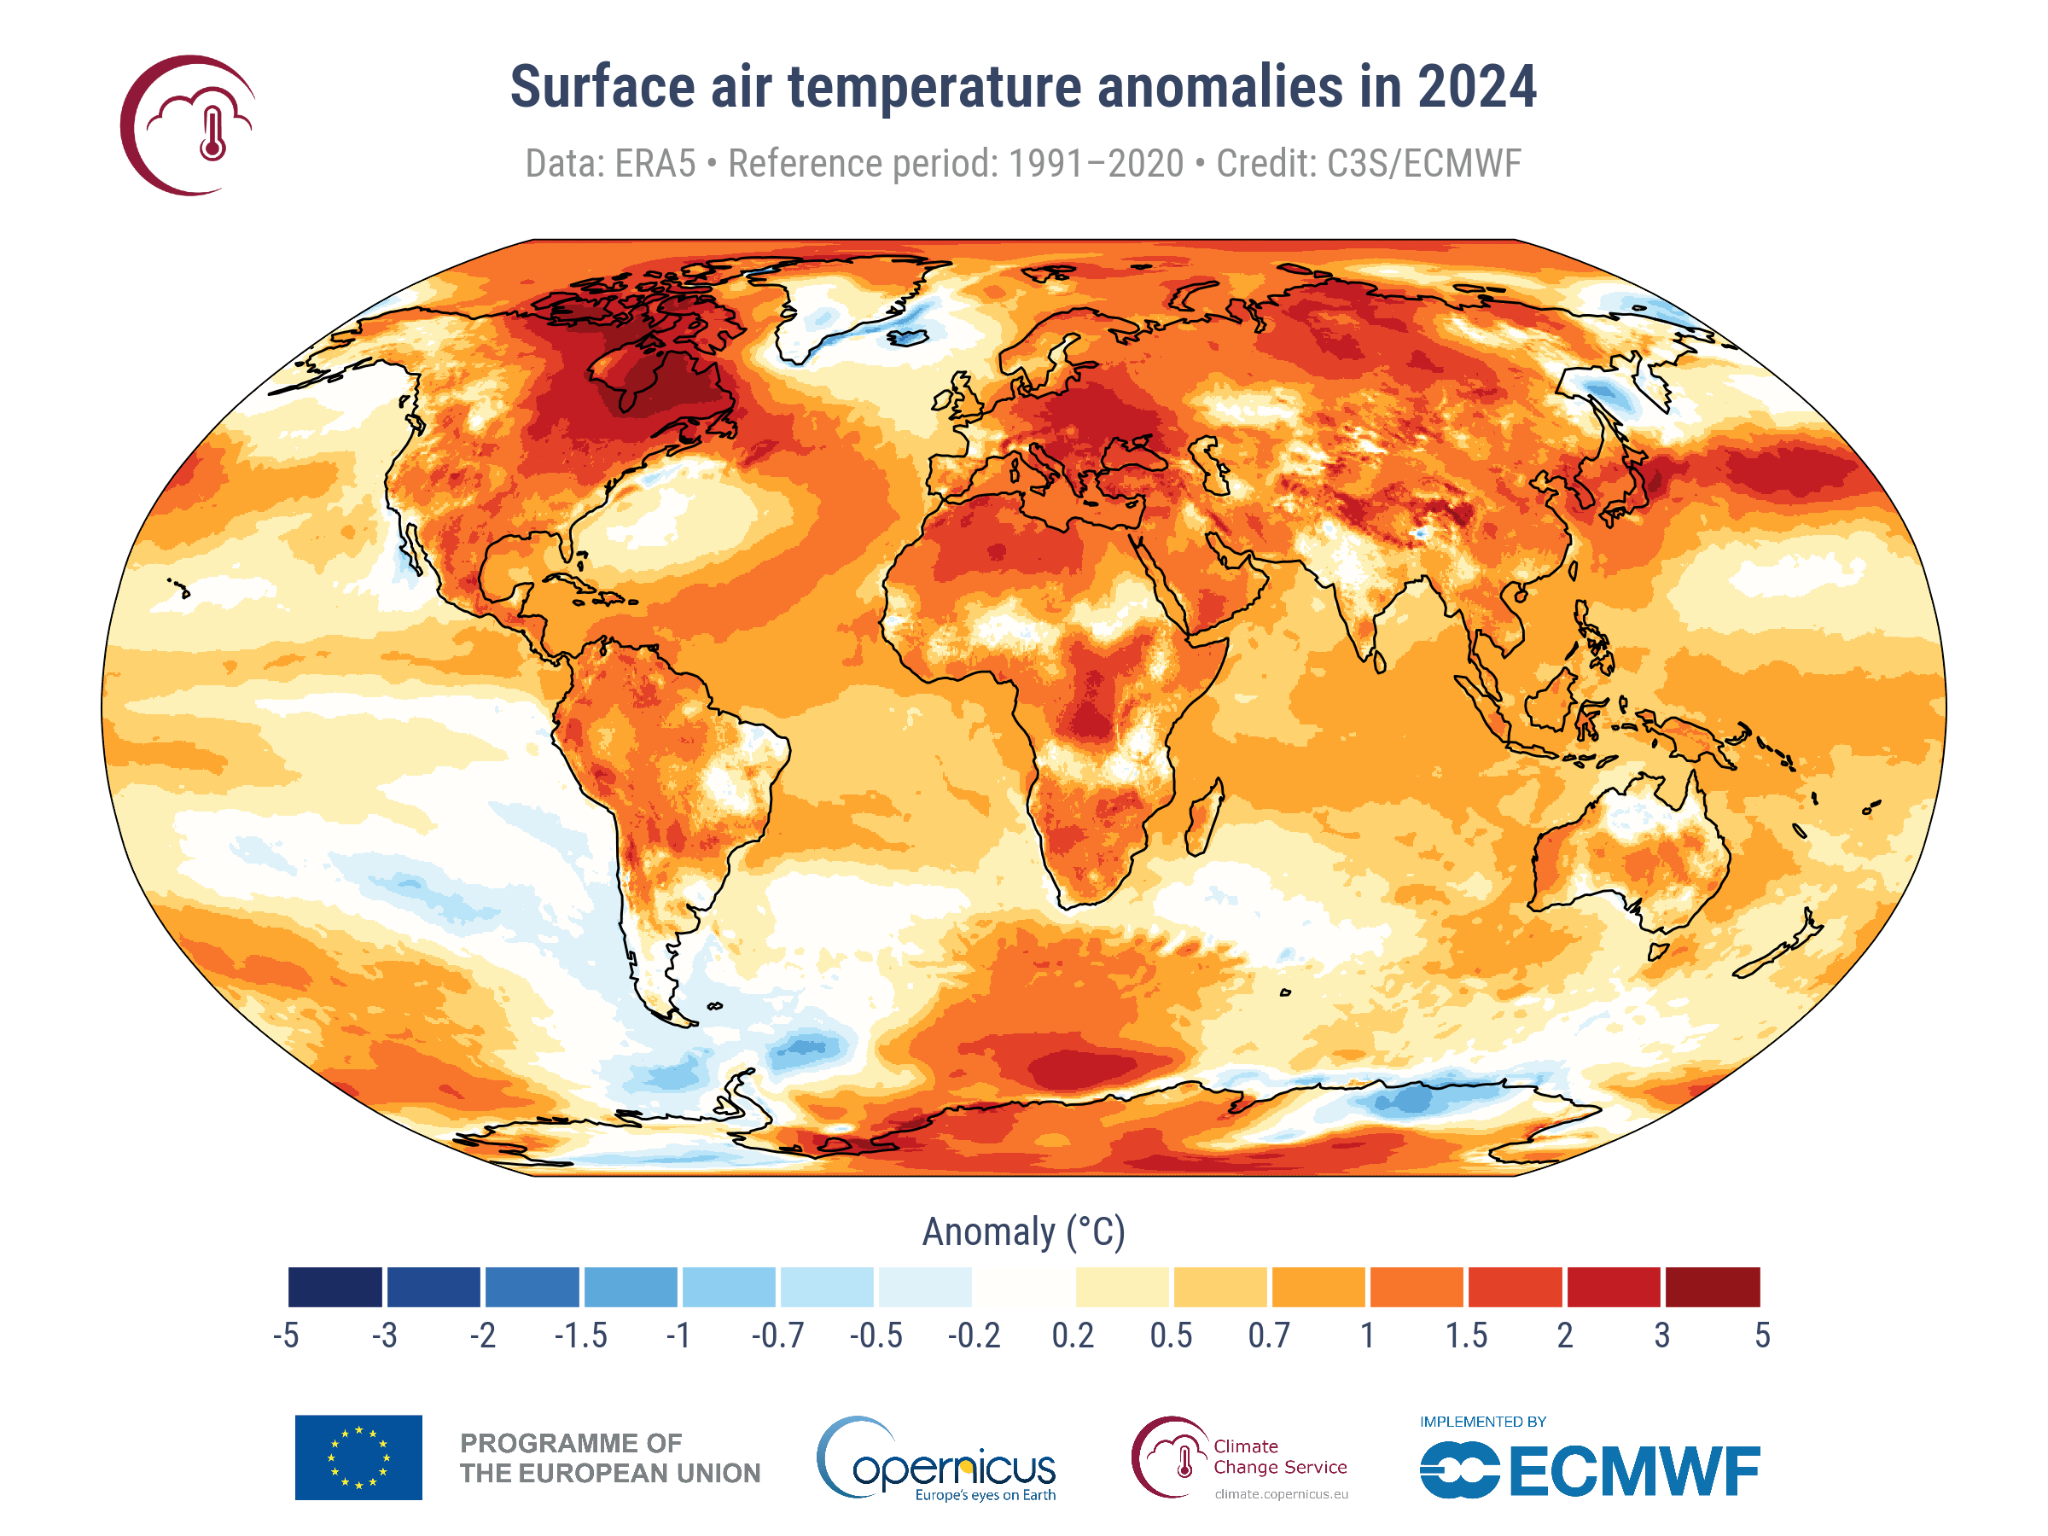 Surface air temperature anomalies in 2024
Data: ERA5 • Reference period: 1991–2020 • Credit: C3S/ECMWF
Anomaly (°C)
-5 -3 -2 -1.5 -1 -0.7 -0.5 -0.2 0.2 0.5 0.7 1 1.5 2 3 5
PROGRAMME OF
THE EUROPEAN UNION
Copernicus
Europe's eyes on Earth
Climate
Change Service
climate.copernicus.eu
IMPLEMENTED BY
ECMWF